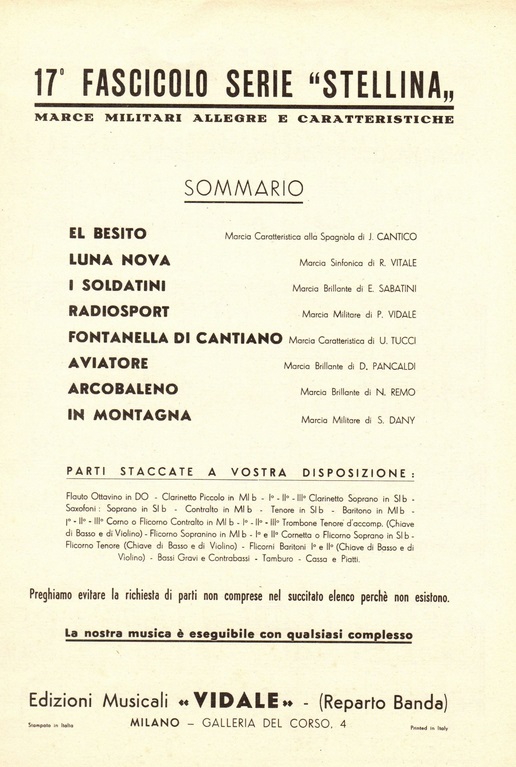 17° FASCICOLO SERIE “STELLINA„
MARCE MILITARI ALLEGRE E CARATTERISTICHE
SOMMARIO
EL BESITO Marcia Caratteristica alla Spagnola di J. CANTICO
LUNA NOVA Marcia Sinfonica di R. VITALE
I SOLDATINI Marcia Brillante di E. SABATINI
RADIOSPORT Marcia Militare di P. VIDALE
FONTANELLA DI CANTIANO Marcia Caratteristica di U. TUCCI
AVIATORE Marcia Brillante di D. PANCALDI
ARCOBALENO Marcia Brillante di N. REMO
IN MONTAGNA Marcia Militare di S. DANY
PARTI STACCATE A VOSTRA DISPOSIZIONE :
Flauto Ottavino in DO - Clarinetto Piccolo in MI b - I° - II° - III° Clarinetto Soprano in SI b -
Saxofoni : Soprano in SI b - Contralto in MI b - Tenore in SI b - Baritono in MI b -
I° - II° - III° Corno o Flicorno Contralto in MI b - I° - II° - III° Trombone Tenore d'accomp. (Chiave
di Basso e di Violino) - Flicorno Sopranino in MI b - I° e II° Cornetta o Flicorno Soprano in SI b -
Flicorno Tenore (Chiave di Basso e di Violino) - Flicorni Baritoni I° e II° (Chiave di Basso e di
Violino) - Bassi Gravi e Contrabassi - Tamburo - Cassa e Piatti.
Preghiamo evitare la richiesta di parti non comprese nel succitato elenco perchè non esistono.
La nostra musica è eseguibile con qualsiasi complesso
Edizioni Musicali «VIDALE» - (Reparto Banda)
Stampato in Italia MILANO – GALLERIA DEL CORSO, 4 Printed in Italy